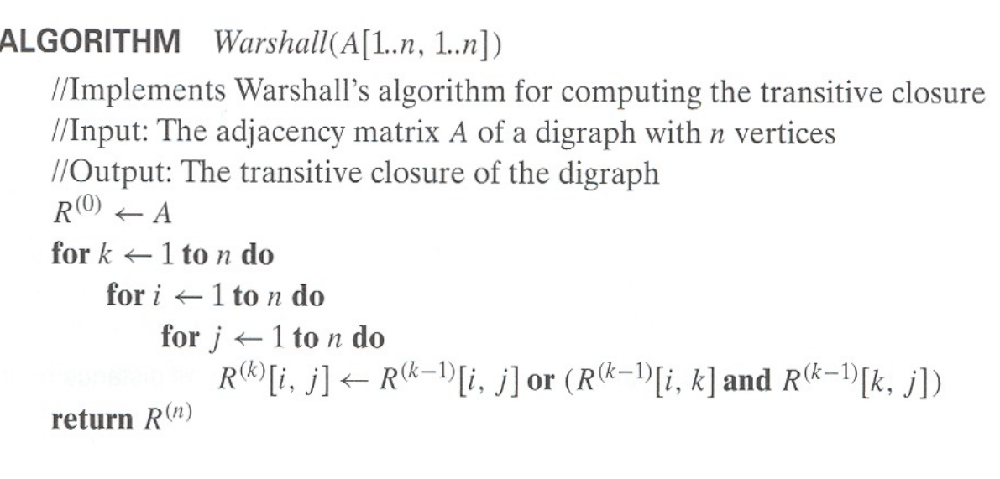 ALGORITHM Warshall(A[1..n, 1..n])
//Implements Warshall's algorithm for computing the transitive closure
//Input: The adjacency matrix A of a digraph with n vertices
//Output: The transitive closure of the digraph
R⁽⁰⁾ ← A
for k ← 1 to n do
for i ← 1 to n do
for j ← 1 to n do
R⁽ᵏ⁾[i, j] ← R⁽ᵏ⁻¹⁾[i, j] or (R⁽ᵏ⁻¹⁾[i, k] and R⁽ᵏ⁻¹⁾[k, j])
return R⁽ⁿ⁾